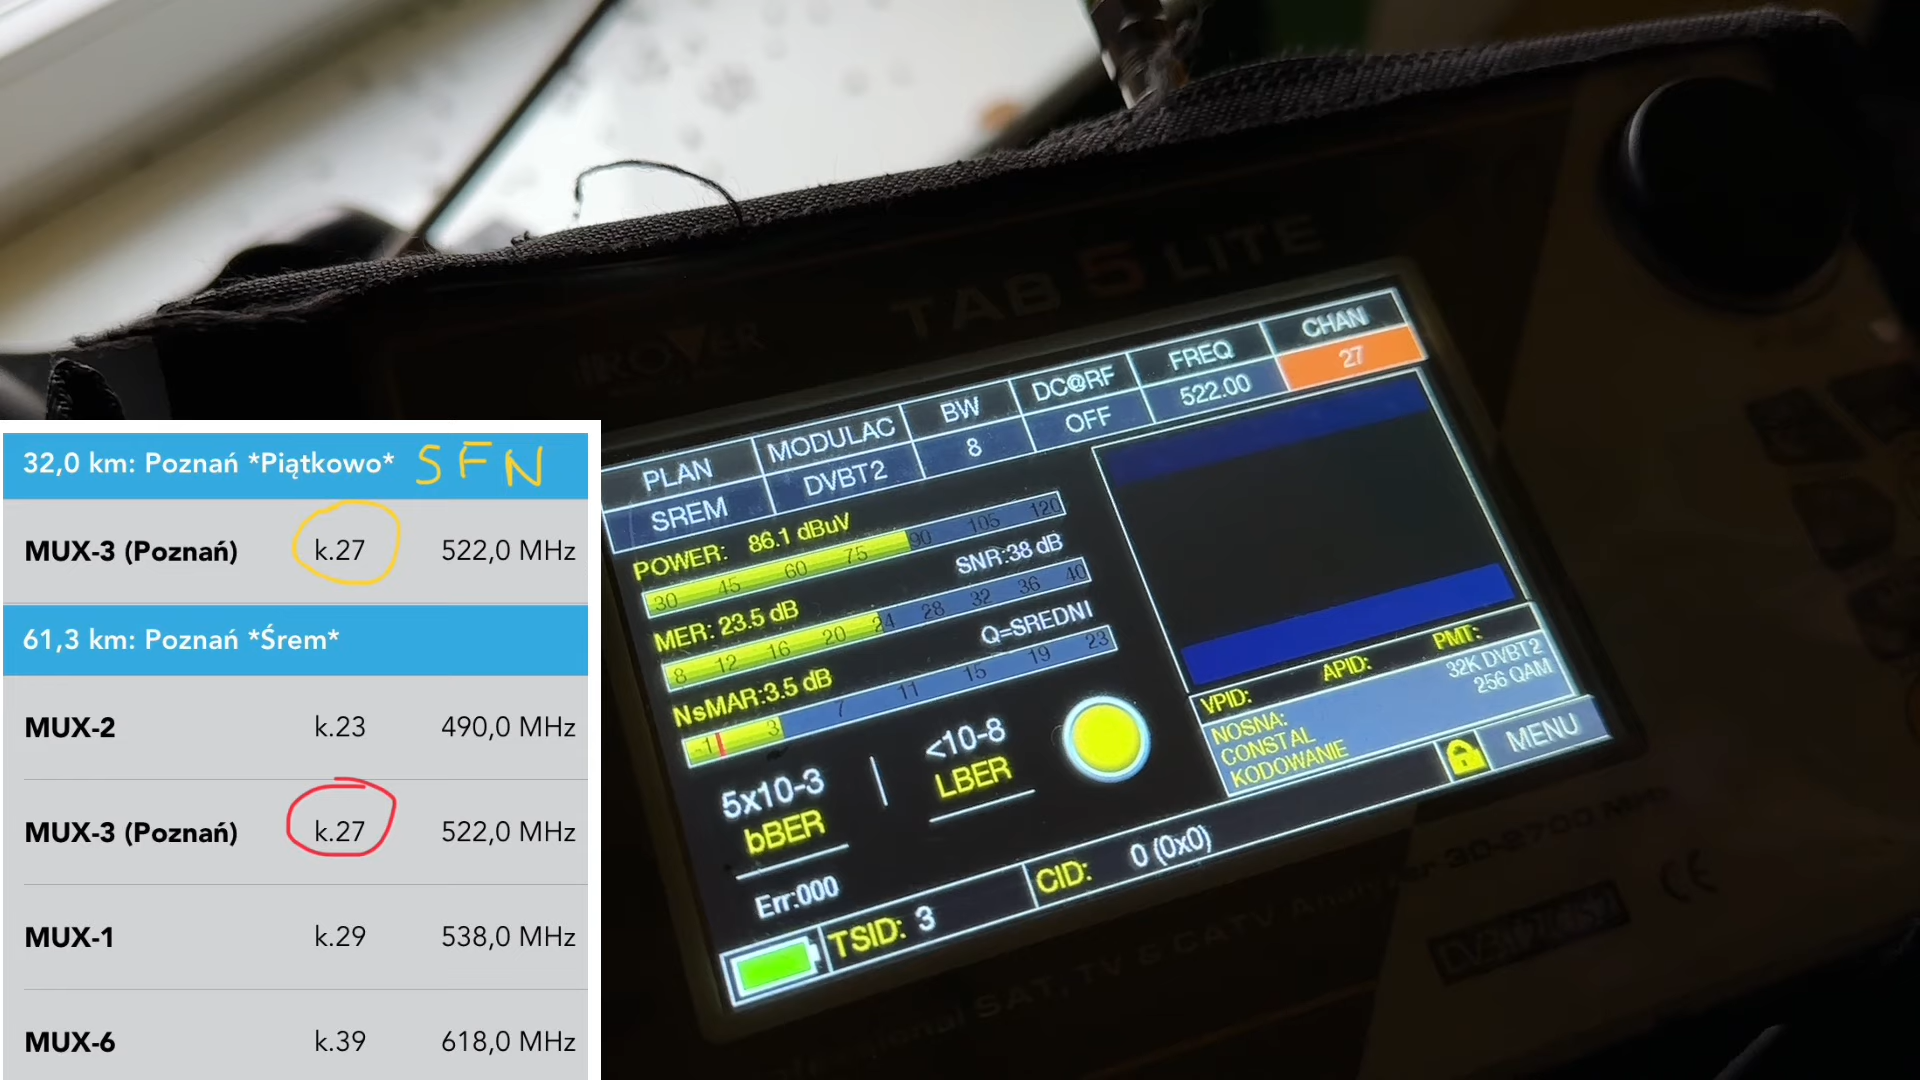 32,0 km: Poznań *Piątkowo* SFN
MUX-3 (Poznań) k.27 522,0 MHz
61,3 km: Poznań *Śrem*
MUX-2 k.23 490,0 MHz
MUX-3 (Poznań) k.27 522,0 MHz
MUX-1 k.29 538,0 MHz
MUX-6 k.39 618,0 MHz
ROVER TAB 5 LITE
PLAN MODULAC BW DC@RF FREQ CHAN
SREM DVBT2 8 OFF 522.00 27
POWER: 86.1 dBuV
30 45 60 75 90 105 120
MER: 23.5 dB SNR:38 dB
8 12 16 20 24 28 32 36 40
NsMAR:3.5 dB Q=SREDNI
-1 3 7 11 15 19 23
5x10-3 <10-8
bBER LBER
Err:000
TSID: 3 CID: 0 (0x0)
VPID: APID: PMT:
NOSNA: 32K DVBT2
CONSTAL 256 QAM
KODOWANIE
MENU
SAT, TV & CATV
CE